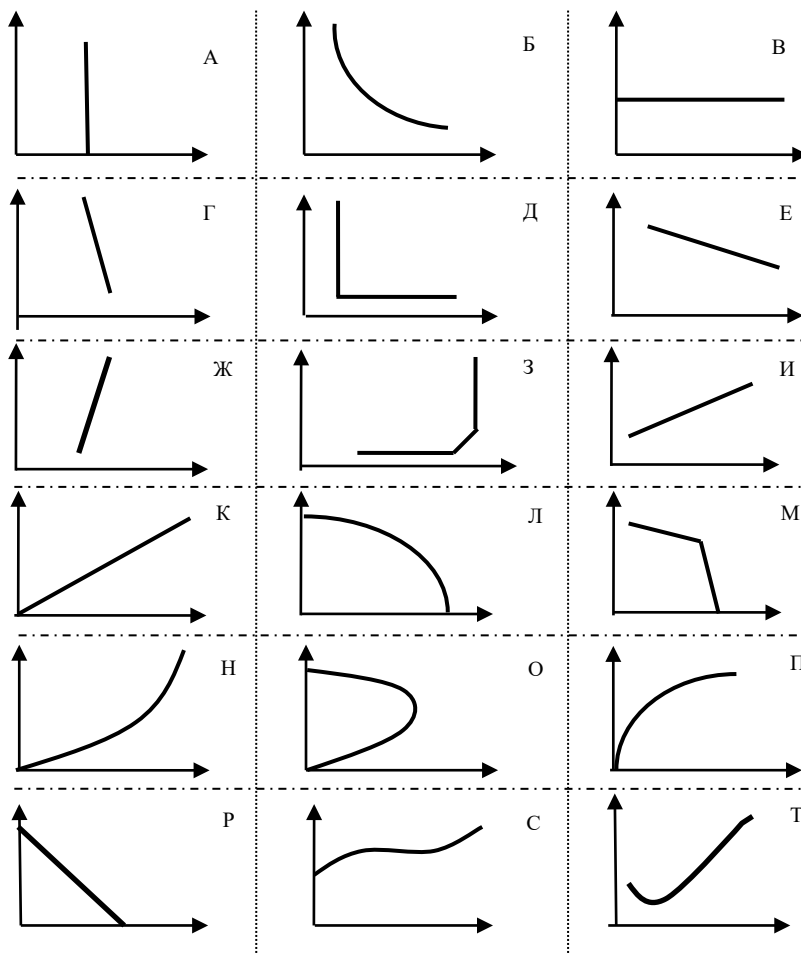 А Б В
Г Д Е
Ж З И
К Л М
Н О П
Р С Т